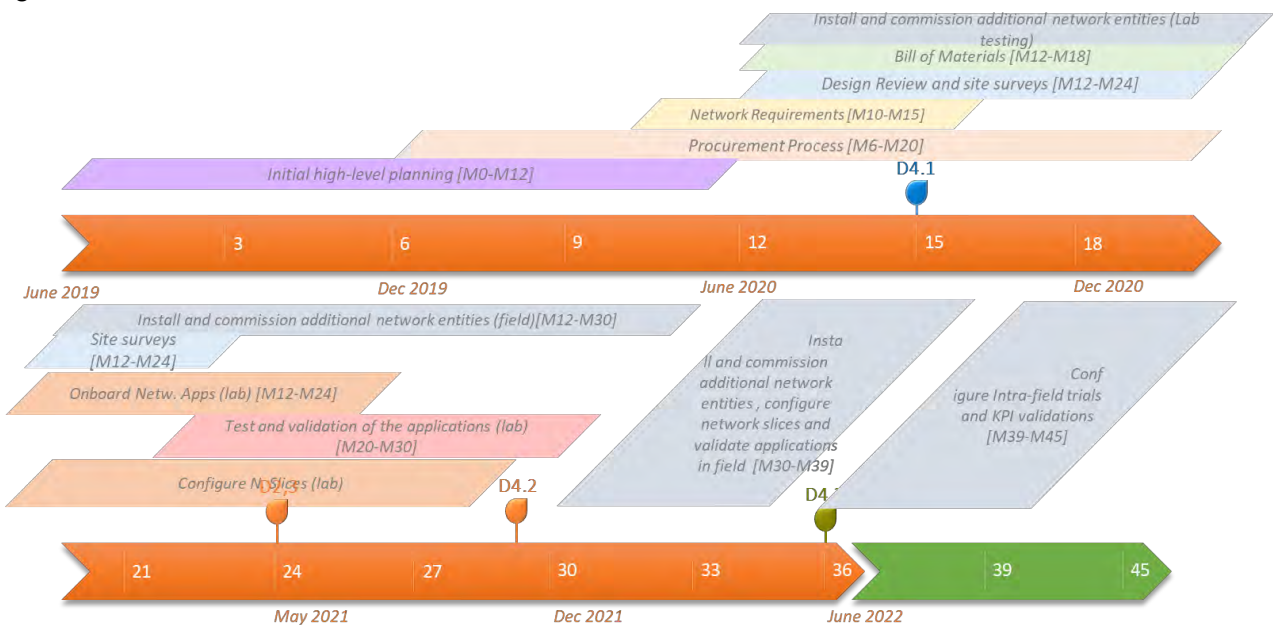 Install and commission additional network entities (Lab
testing)
Bill of Materials [M12-M18]
Design Review and site surveys [M12-M24]
Network Requirements [M10-M15]
Procurement Process [M6-M20]
Initial high-level planning [M0-M12]
D4.1
3 6 9 12 15 18
June 2019 Dec 2019 June 2020 Dec 2020
Install and commission additional network entities (field)[M12-M30]
Site surveys
[M12-M24]
Onboard Netw. Apps (lab) [M12-M24]
Test and validation of the applications (lab)
[M20-M30]
Configure N. Slices (lab)
Insta
ll and commission
additional network
entities , configure
network slices and
validate applications
in field [M30-M39]
Conf
igure Intra-field trials
and KPI validations
[M39-M45]
D4.2
21 24 27 30 33 36 39 45
May 2021 Dec 2021 June 2022